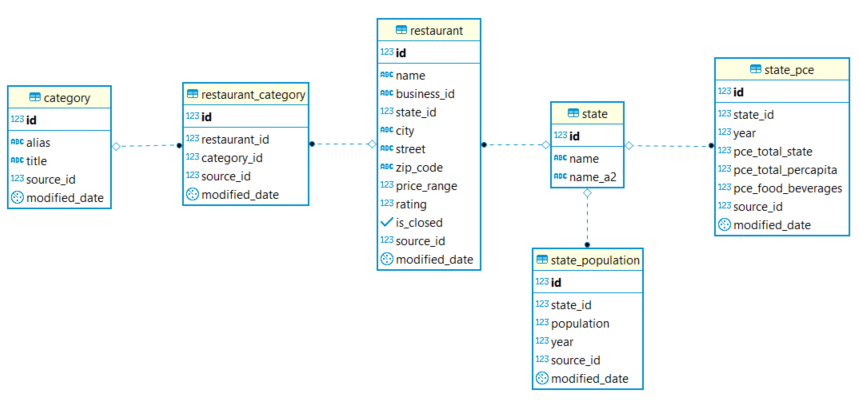 category
123 id
ABC alias
ABC title
123 source_id
modified_date
restaurant_category
123 id
123 restaurant_id
123 category_id
123 source_id
modified_date
restaurant
123 id
ABC name
ABC business_id
123 state_id
ABC city
ABC street
ABC zip_code
123 price_range
123 rating
is_closed
123 source_id
modified_date
state
123 id
ABC name
ABC name_a2
state_pce
123 id
123 state_id
123 year
123 pce_total_state
123 pce_total_percapita
123 pce_food_beverages
123 source_id
modified_date
state_population
123 id
123 state_id
123 population
123 year
123 source_id
modified_date